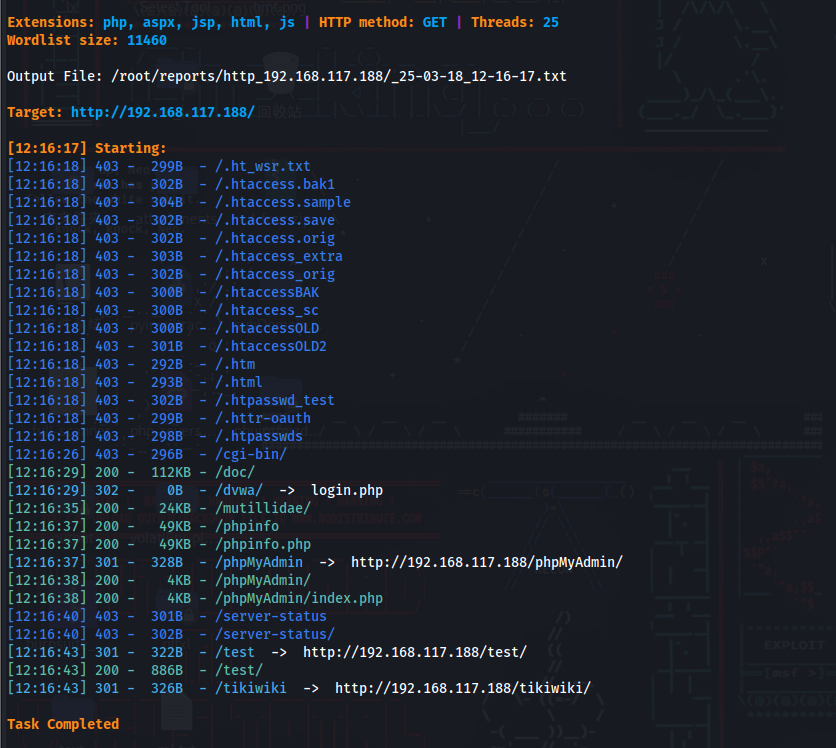 Extensions: php, aspx, jsp, html, js | HTTP method: GET | Threads: 25
Wordlist size: 11460
Output File: /root/reports/http_192.168.117.188/_25-03-18_12-16-17.txt
Target: http://192.168.117.188/
回收站
[12:16:17] Starting:
[12:16:18] 403 - 299B - /.ht_wsr.txt
[12:16:18] 403 - 302B - /.htaccess.bak1
[12:16:18] 403 - 304B - /.htaccess.sample
[12:16:18] 403 - 302B - /.htaccess.save
[12:16:18] 403 - 302B - /.htaccess.orig
[12:16:18] 403 - 303B - /.htaccess_extra
[12:16:18] 403 - 302B - /.htaccess_orig
[12:16:18] 403 - 300B - /.htaccessBAK
[12:16:18] 403 - 300B - /.htaccess_sc
[12:16:18] 403 - 300B - /.htaccessOLD
[12:16:18] 403 - 301B - /.htaccessOLD2
[12:16:18] 403 - 292B - /.htm
[12:16:18] 403 - 293B - /.html
[12:16:18] 403 - 302B - /.htpasswd_test
[12:16:18] 403 - 299B - /.httr-oauth
[12:16:18] 403 - 298B - /.htpasswds
[12:16:26] 403 - 296B - /cgi-bin/
[12:16:29] 200 - 112KB - /doc/
[12:16:29] 302 - 0B - /dvwa/ -> login.php
[12:16:35] 200 - 24KB - /mutillidae/
[12:16:37] 200 - 49KB - /phpinfo
[12:16:37] 200 - 49KB - /phpinfo.php
[12:16:37] 301 - 328B - /phpMyAdmin -> http://192.168.117.188/phpMyAdmin/
[12:16:38] 200 - 4KB - /phpMyAdmin/
[12:16:38] 200 - 4KB - /phpMyAdmin/index.php
[12:16:40] 403 - 301B - /server-status
[12:16:40] 403 - 302B - /server-status/
[12:16:43] 301 - 322B - /test -> http://192.168.117.188/test/
[12:16:43] 200 - 886B - /test/
EXPLOIT
[msf >]
[12:16:43] 301 - 326B - /tikiwiki -> http://192.168.117.188/tikiwiki/
Task Completed